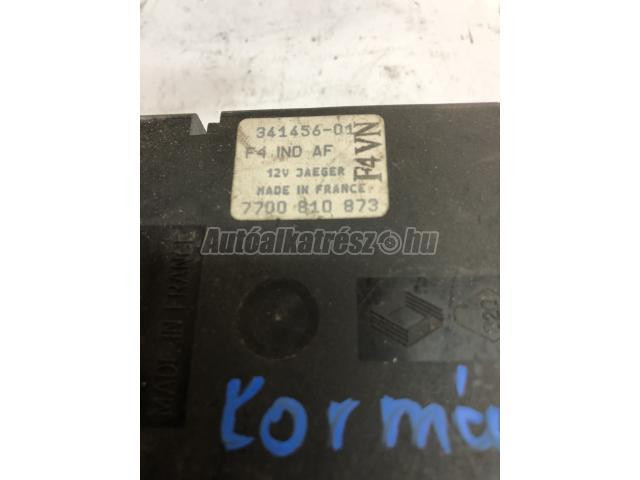 341456-01
F4 IND AF
F4VN
12V JAEGER
MADE IN FRANCE
7700 810 873
Autóalkatrész.hu
MADE IN FRANCE